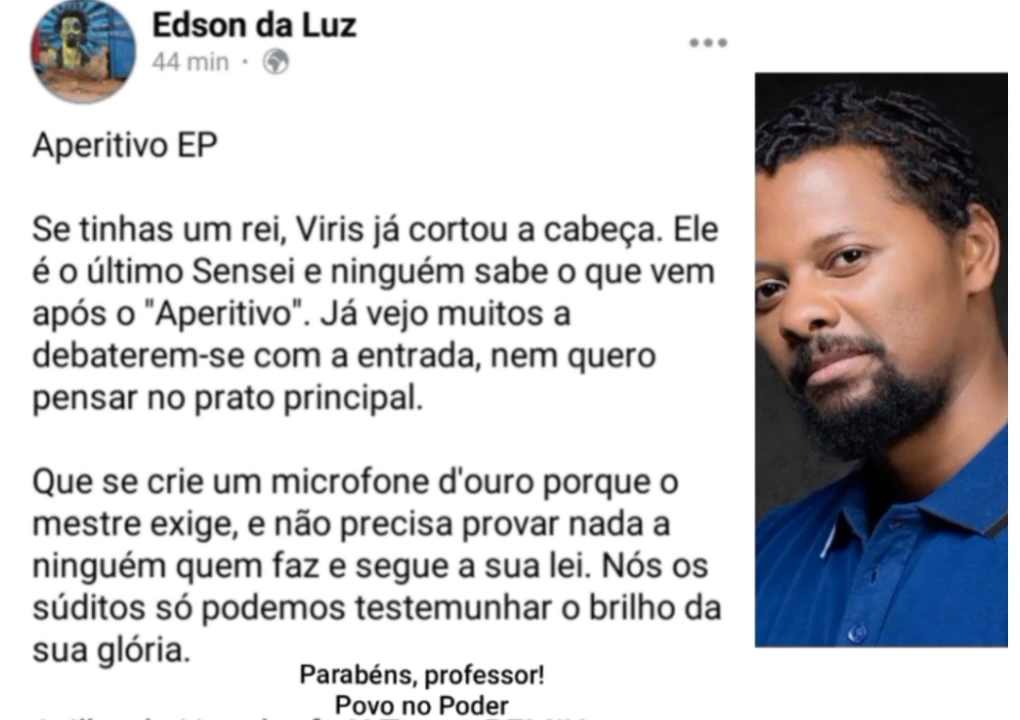 Edson da Luz
44 min ·
Aperitivo EP
Se tinhas um rei, Viris já cortou a cabeça. Ele
é o último Sensei e ninguém sabe o que vem
após o "Aperitivo". Já vejo muitos a
debaterem-se com a entrada, nem quero
pensar no prato principal.
Que se crie um microfone d'ouro porque o
mestre exige, e não precisa provar nada a
ninguém quem faz e segue a sua lei. Nós os
súditos só podemos testemunhar o brilho da
sua glória.
Parabéns, professor!
Povo no Poder